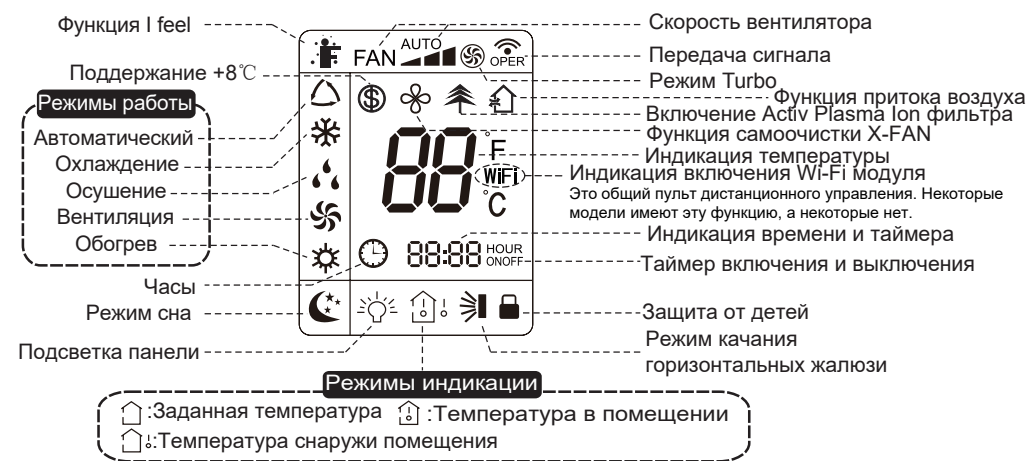 Функция I feel
Скорость вентилятора
FAN
AUTO
OPER
Передача сигнала
Поддержание +8℃
Режим Turbo
Режимы работы
Функция притока воздуха
Включение Activ Plasma Ion фильтра
Автоматический
Функция самоочистки X-FAN
Охлаждение
88
°F
Индикация температуры
WiFi
Индикация включения Wi-Fi модуля
Осушение
°C
Это общий пульт дистанционного управления. Некоторые
модели имеют эту функцию, а некоторые нет.
Вентиляция
Обогрев
88:88
HOUR
ONOFF
Индикация времени и таймера
Таймер включения и выключения
Часы
Режим сна
Защита от детей
Подсветка панели
Режим качания
горизонтальных жалюзи
Режимы индикации
:Заданная температура :Температура в помещении
:Температура снаружи помещения